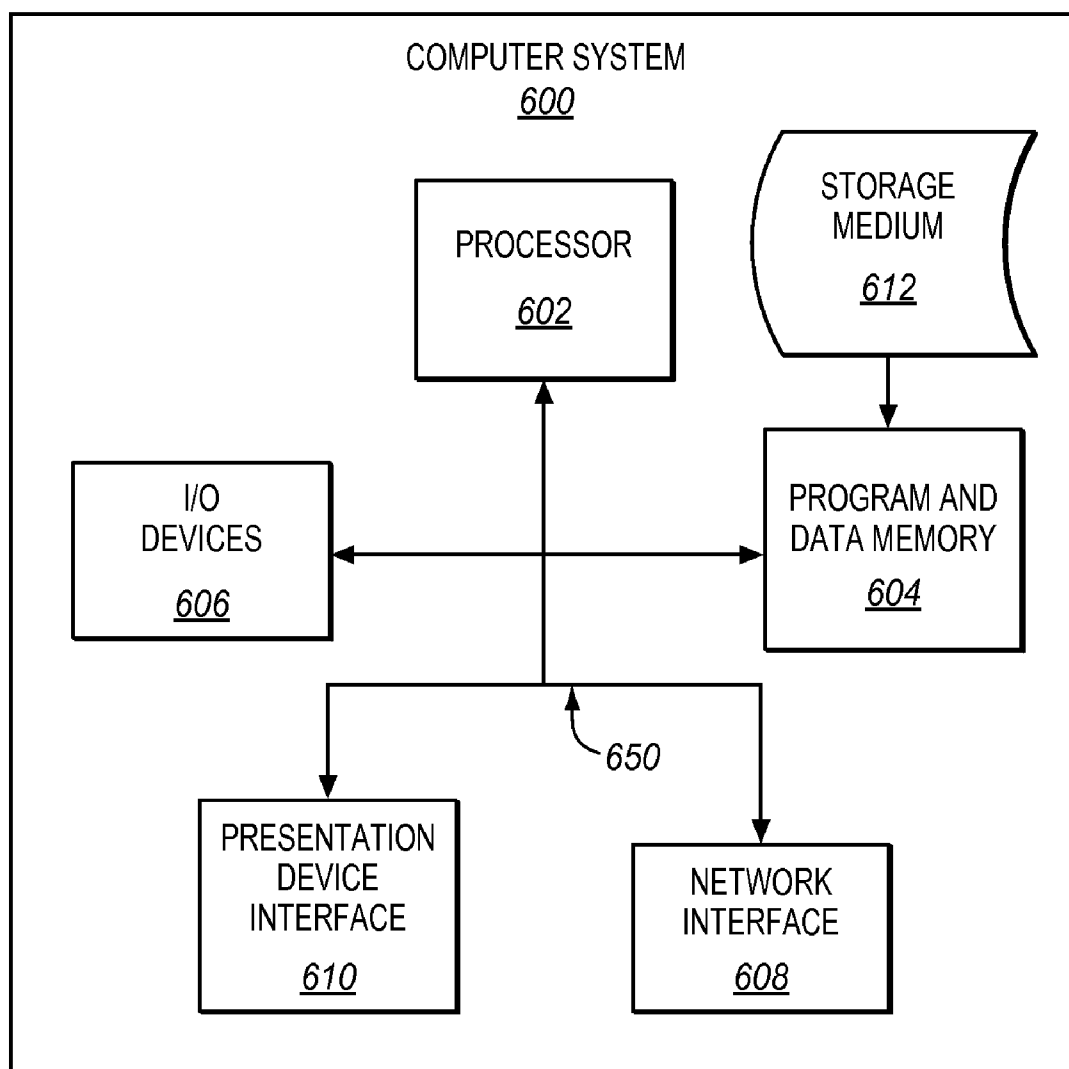 COMPUTER SYSTEM
600
PROCESSOR
602
STORAGE
MEDIUM
612
I/O
DEVICES
606
PROGRAM AND
DATA MEMORY
604
650
PRESENTATION
DEVICE
INTERFACE
610
NETWORK
INTERFACE
608